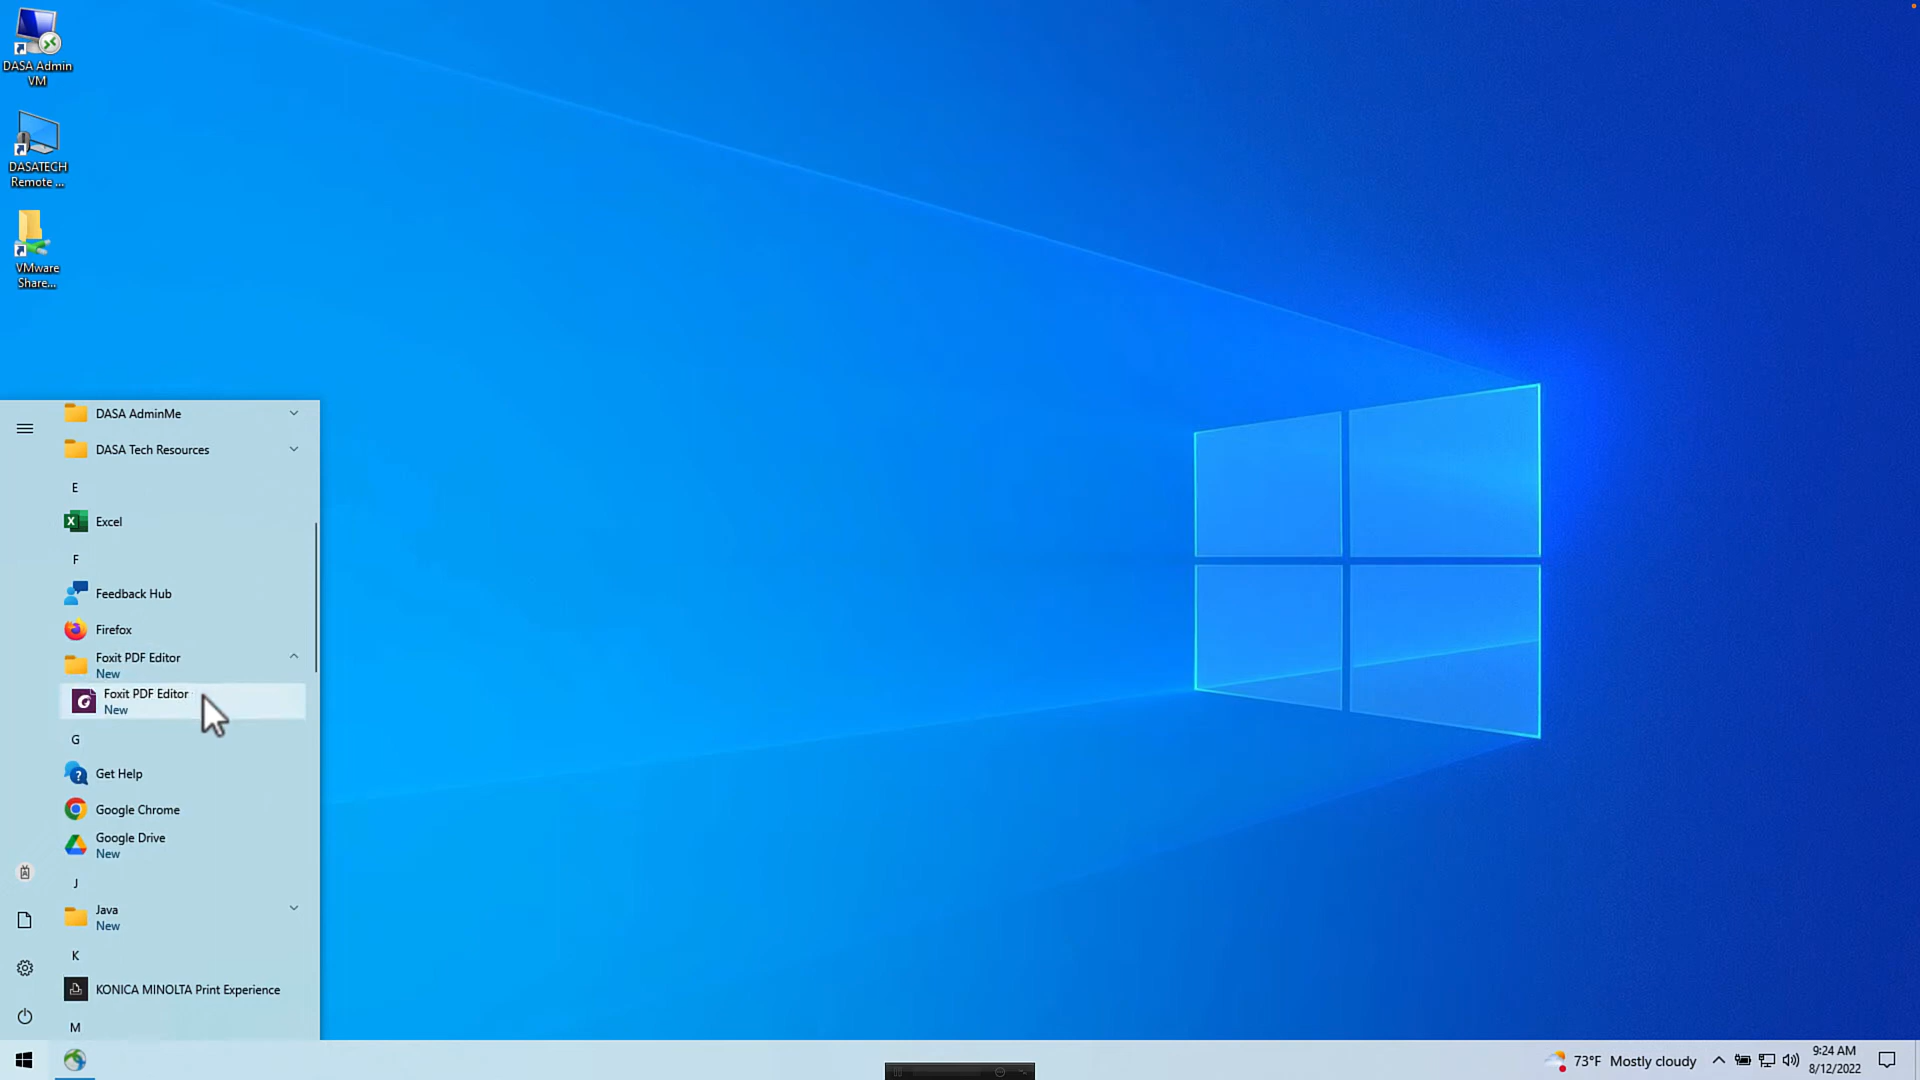 DASA Admin
VM
DASATECH
Remote ...
VMware
Share...
DASA AdminMe
DASA Tech Resources
E
Excel
F
Feedback Hub
Firefox
Foxit PDF Editor
New
Foxit PDF Editor
New
G
Get Help
Google Chrome
Google Drive
New
J
Java
New
K
KONICA MINOLTA Print Experience
M
73°F Mostly cloudy
9:24 AM
8/12/2022